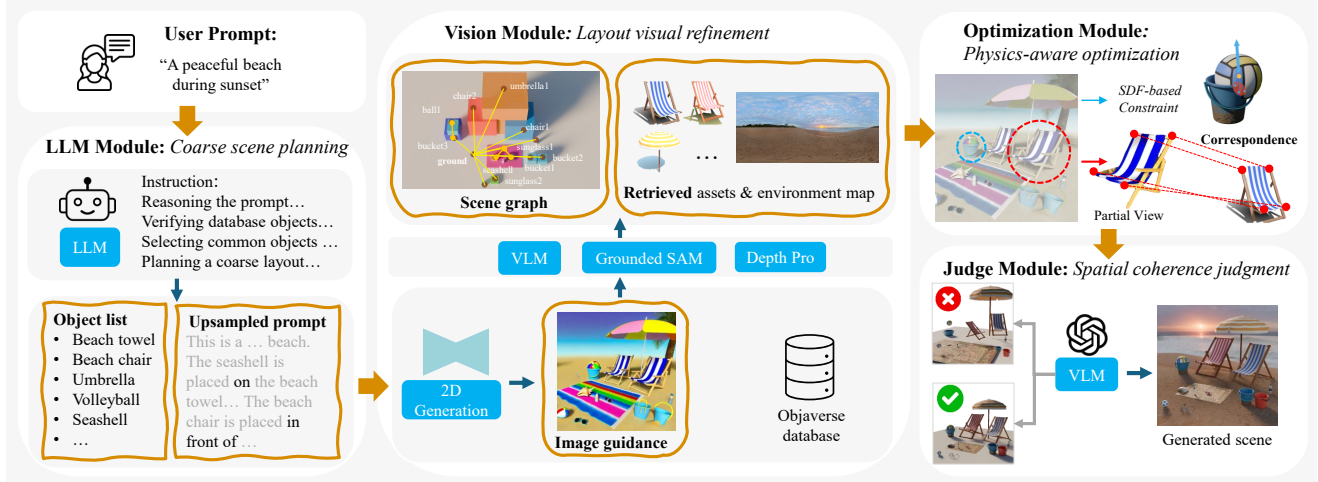 User Prompt:
“A peaceful beach
during sunset”
LLM Module: Coarse scene planning
LLM
Instruction:
Reasoning the prompt…
Verifying database objects…
Selecting common objects …
Planning a coarse layout…
Object list
• Beach towel
• Beach chair
• Umbrella
• Volleyball
• Seashell
• …
Upsampled prompt
This is a … beach.
The seashell is
placed on the beach
towel… The beach
chair is placed in
front of …
Vision Module: Layout visual refinement
umbrella1
chair2
ball1
chair1
bucket3
sunglass1
ground
bucket2
seashell
bucket1
sunglass2
Scene graph
…
Retrieved assets & environment map
VLM
Grounded SAM
Depth Pro
2D
Generation
Image guidance
Objaverse
database
Optimization Module:
Physics-aware optimization
SDF-based
Constraint
Correspondence
Partial View
Judge Module: Spatial coherence judgment
VLM
Generated scene